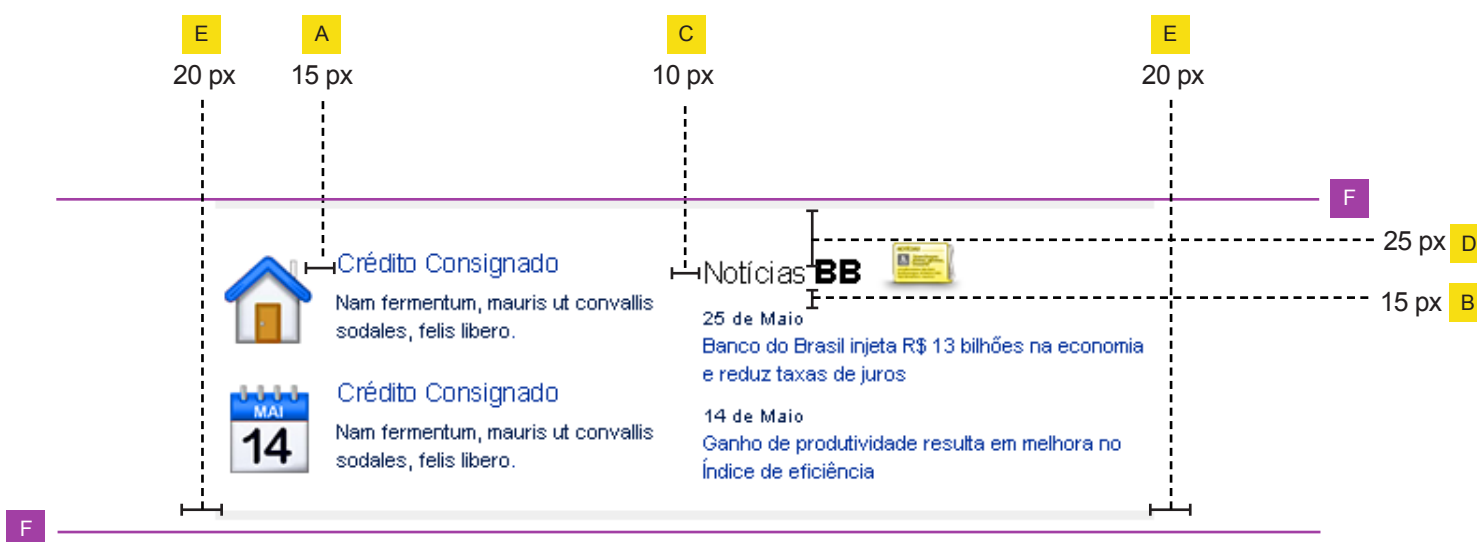 E
A
C
E
20 px
15 px
10 px
20 px
F
25 px D
Crédito Consignado
Nam fermentum, mauris ut convallis
sodales, felis libero.
Notícias BB
15 px B
25 de Maio
Banco do Brasil injeta R$ 13 bilhões na economia
e reduz taxas de juros
MAI
14
Crédito Consignado
Nam fermentum, mauris ut convallis
sodales, felis libero.
14 de Maio
Ganho de produtividade resulta em melhora no
Índice de eficiência
F